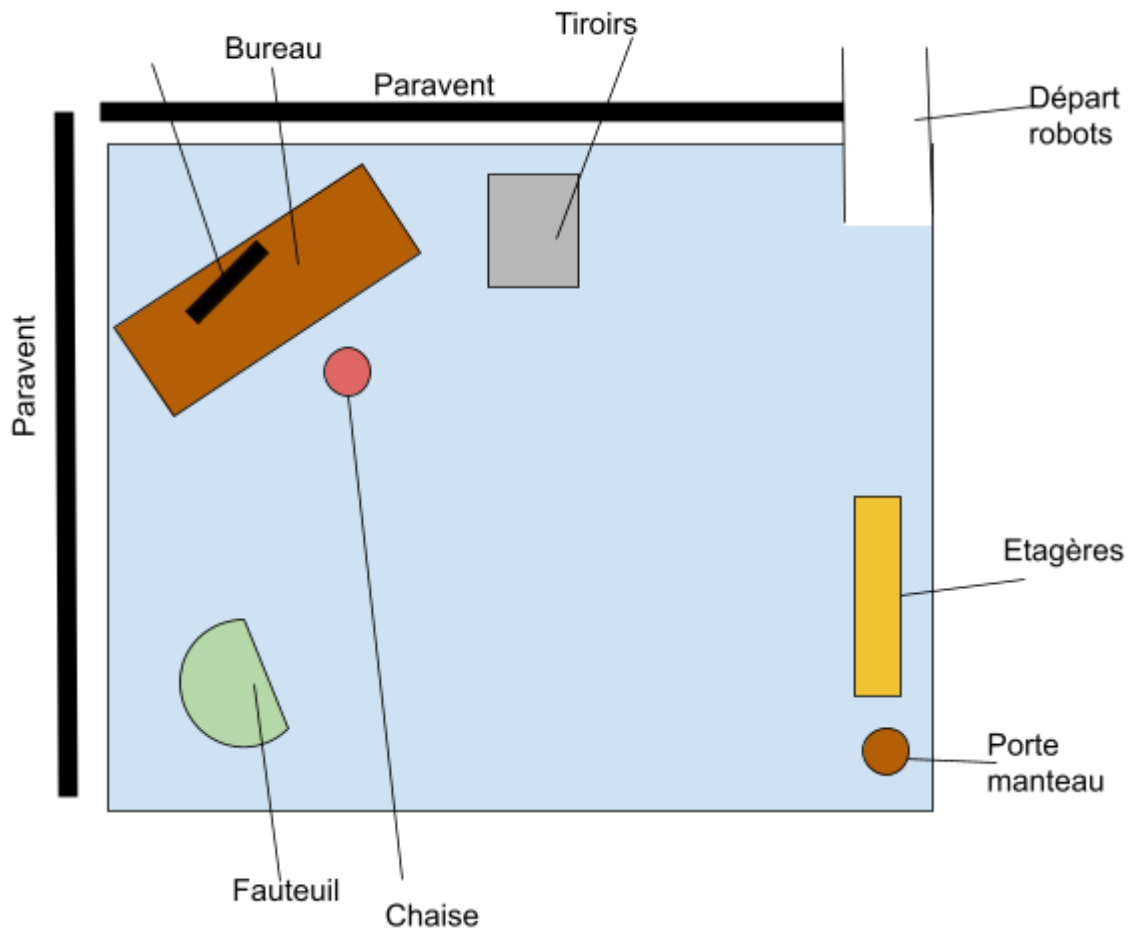 Tiroirs
Bureau
Paravent
Départ
robots
Paravent
Etagères
Porte
manteau
Fauteuil
Chaise